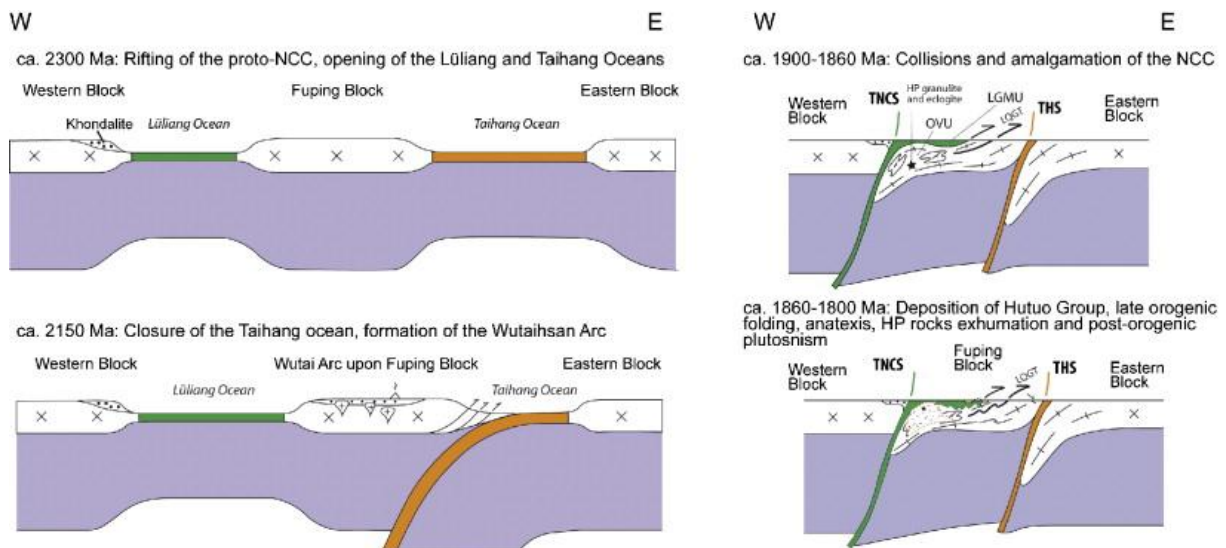 W E
ca. 2300 Ma: Rifting of the proto-NCC, opening of the Lüliang and Taihang Oceans
Western Block Fuping Block Eastern Block
Khondalite Lüliang Ocean Taihang Ocean
ca. 2150 Ma: Closure of the Taihang ocean, formation of the Wutaihsan Arc
Western Block Wutai Arc upon Fuping Block Eastern Block
Lüliang Ocean Taihang Ocean
W E
ca. 1900-1860 Ma: Collisions and amalgamation of the NCC
Western
Block
TNCS
HP granulite
and eclogite
LGMU
OVU
LQGT
THS
Eastern
Block
ca. 1860-1800 Ma: Deposition of Hutuo Group, late orogenic
folding, anatexis, HP rocks exhumation and post-orogenic
plutosnism
Western
Block
TNCS
Fuping
Block
LQGT
THS
Eastern
Block